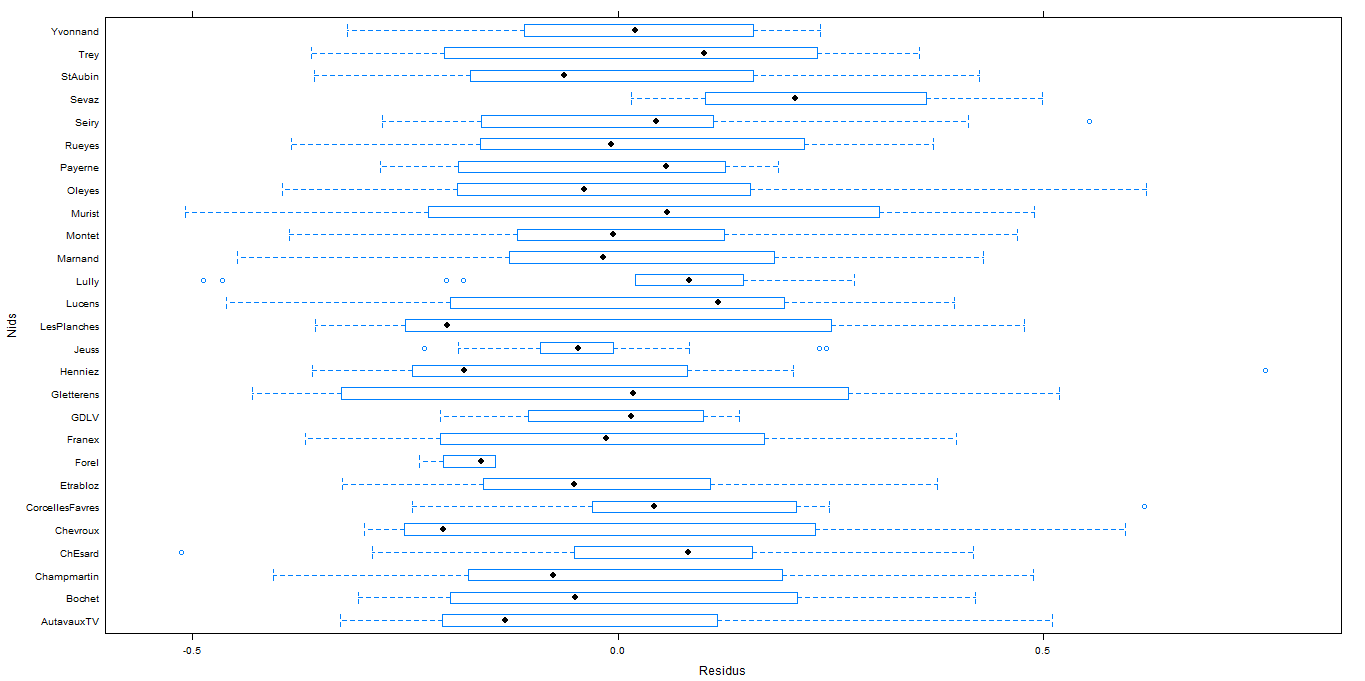 Yvonnand
Trey
StAubin
Sevaz
Seiry
Rueyes
Payerne
Oleyes
Murist
Montet
Marnand
Lully
Lucens
LesPlanches
Jeuss
Henniez
Gletterens
GDLV
Franex
Forel
Etrabloz
CorcellesFavres
Chevroux
ChEsard
Champmartin
Bochet
AutavauxTV
Nids
-0.5 0.0 0.5
Residus